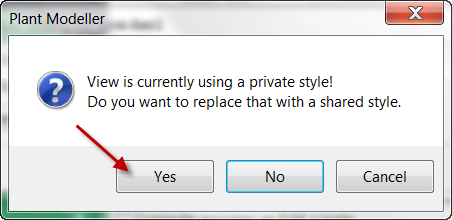 Plant Modeller
View is currently using a private style!
Do you want to replace that with a shared style.
Yes No Cancel